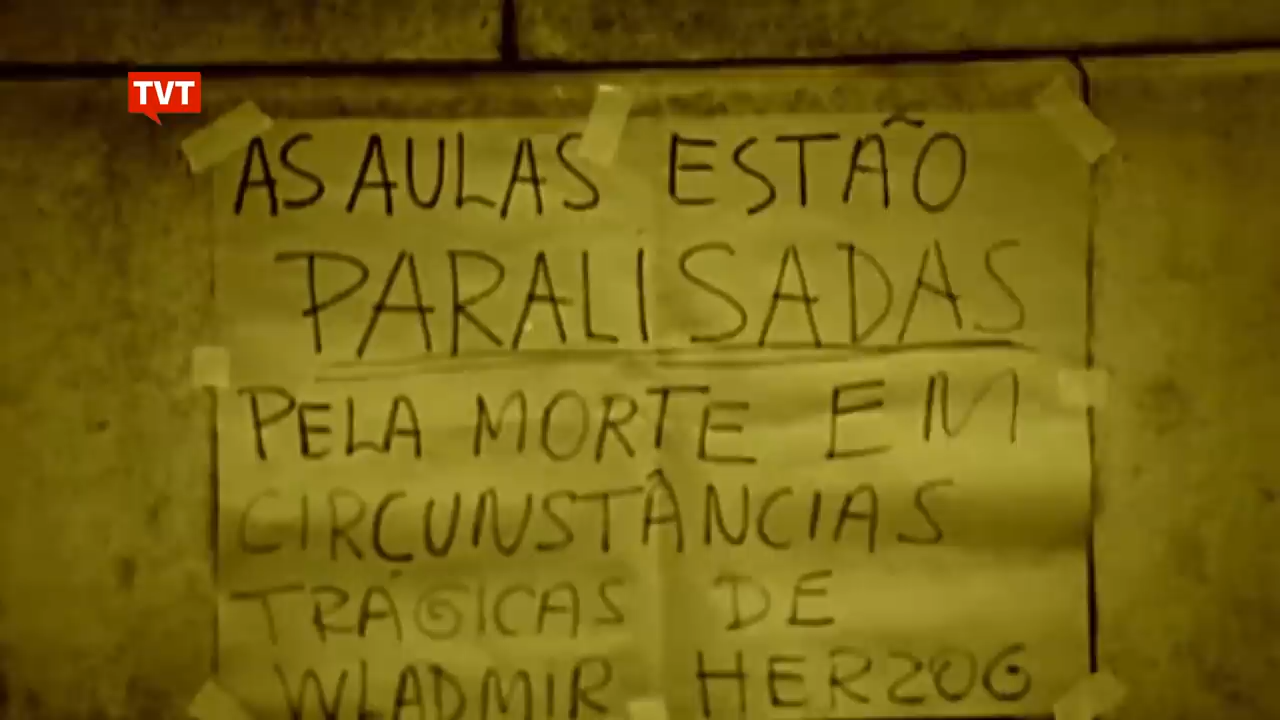 TVT
AS AULAS ESTÃO
PARALISADAS
PELA MORTE EM
CIRCUNSTÂNCIAS
TRÁGICAS DE
WLADMIR HERZOG